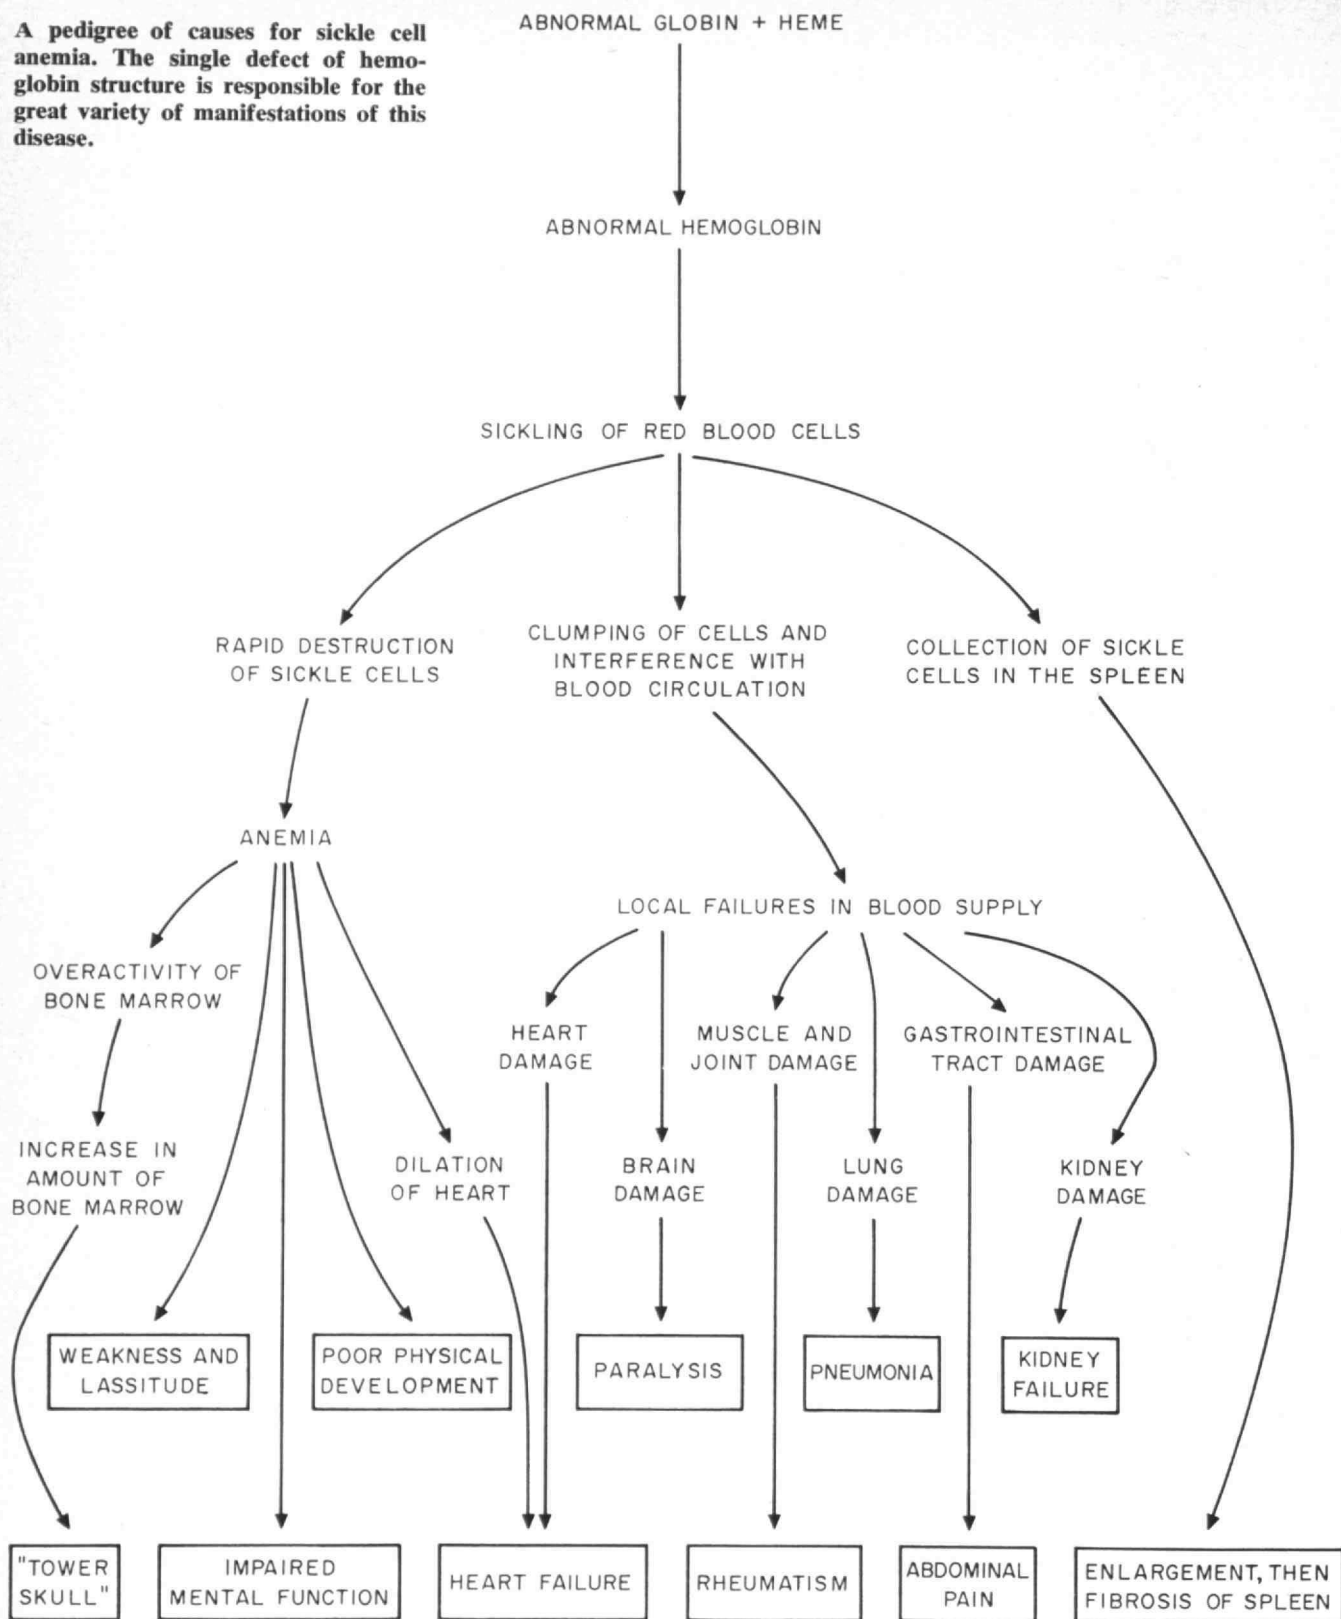 A pedigree of causes for sickle cell
anemia. The single defect of hemo-
globin structure is responsible for the
great variety of manifestations of this
disease.
ABNORMAL GLOBIN + HEME
ABNORMAL HEMOGLOBIN
SICKLING OF RED BLOOD CELLS
RAPID DESTRUCTION
OF SICKLE CELLS
CLUMPING OF CELLS AND
INTERFERENCE WITH
BLOOD CIRCULATION
COLLECTION OF SICKLE
CELLS IN THE SPLEEN
ANEMIA
LOCAL FAILURES IN BLOOD SUPPLY
OVERACTIVITY OF
BONE MARROW
HEART
DAMAGE
MUSCLE AND
JOINT DAMAGE
GASTROINTESTINAL
TRACT DAMAGE
INCREASE IN
AMOUNT OF
BONE MARROW
DILATION
OF HEART
BRAIN
DAMAGE
LUNG
DAMAGE
KIDNEY
DAMAGE
WEAKNESS AND
LASSITUDE
POOR PHYSICAL
DEVELOPMENT
PARALYSIS
PNEUMONIA
KIDNEY
FAILURE
"TOWER
SKULL"
IMPAIRED
MENTAL FUNCTION
HEART FAILURE
RHEUMATISM
ABDOMINAL
PAIN
ENLARGEMENT, THEN
FIBROSIS OF SPLEEN